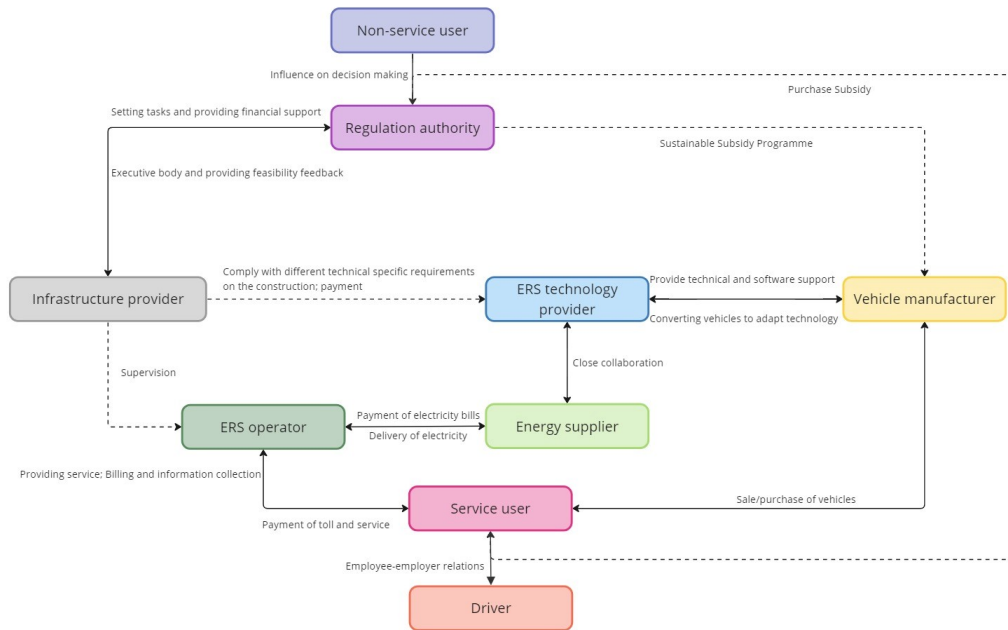 Non-service user
Influence on decision making
Purchase Subsidy
Setting tasks and providing financial support
Regulation authority
Sustainable Subsidy Programme
Executive body and providing feasibility feedback
Comply with different technical specific requirements
on the construction; payment
Infrastructure provider
ERS technology
provider
Provide technical and software support
Converting vehicles to adapt technology
Vehicle manufacturer
Close collaboration
Supervision
ERS operator
Payment of electricity bills
Delivery of electricity
Energy supplier
Providing service; Billing and information collection
Payment of toll and service
Service user
Sale/purchase of vehicles
Employee-employer relations
Driver